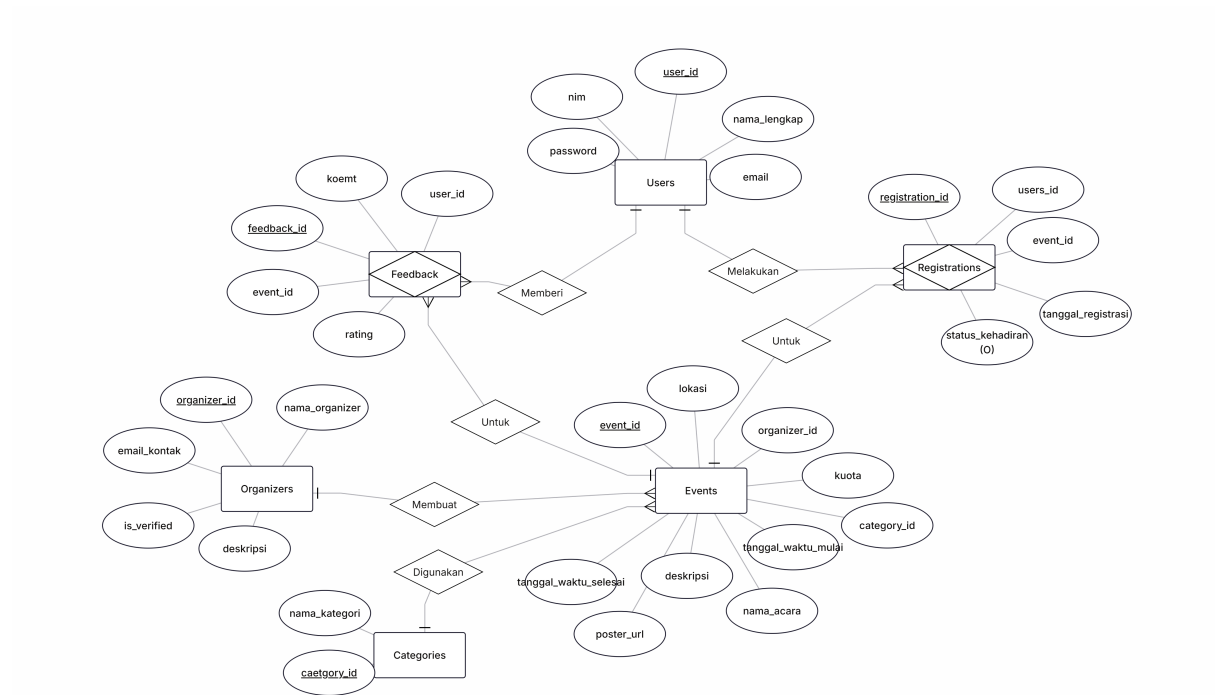 user_id
nim
nama_lengkap
password
Users
email
koemt
user_id
feedback_id
Feedback
event_id
rating
Memberi
Melakukan
registration_id
users_id
event_id
Registrations
tanggal_registrasi
status_kehadiran
(O)
Untuk
Untuk
organizer_id
nama_organizer
email_kontak
Organizers
is_verified
deskripsi
Membuat
Digunakan
lokasi
event_id
organizer_id
kuota
Events
category_id
tanggal_waktu_mulai
tanggal_waktu_selesai
deskripsi
nama_acara
poster_url
nama_kategori
Categories
caetgory_id